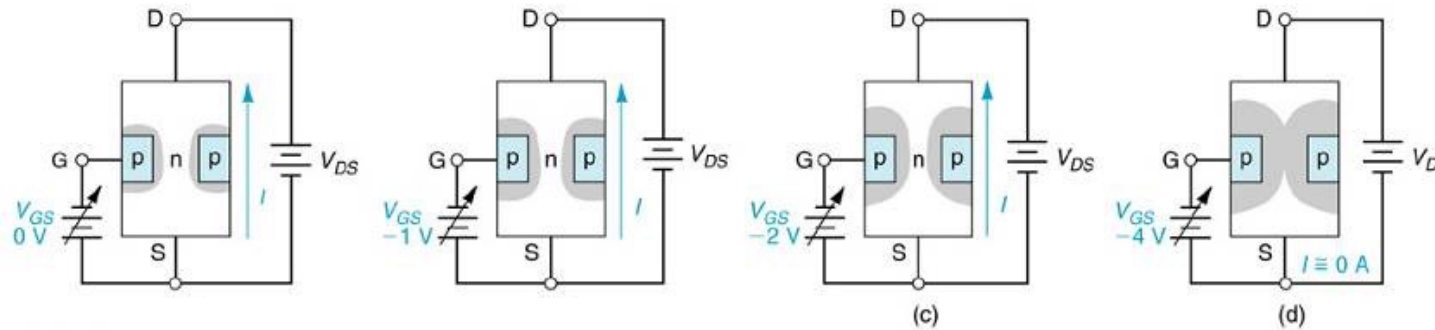 D
G
p n p
V_DS
V_GS
0 V
I
S
D
G
p n p
V_DS
V_GS
−1 V
I
S
D
G
p n p
V_DS
V_GS
−2 V
I
S
(c)
D
G
p p
V_D
V_GS
−4 V
S
I ≅ 0 A
(d)